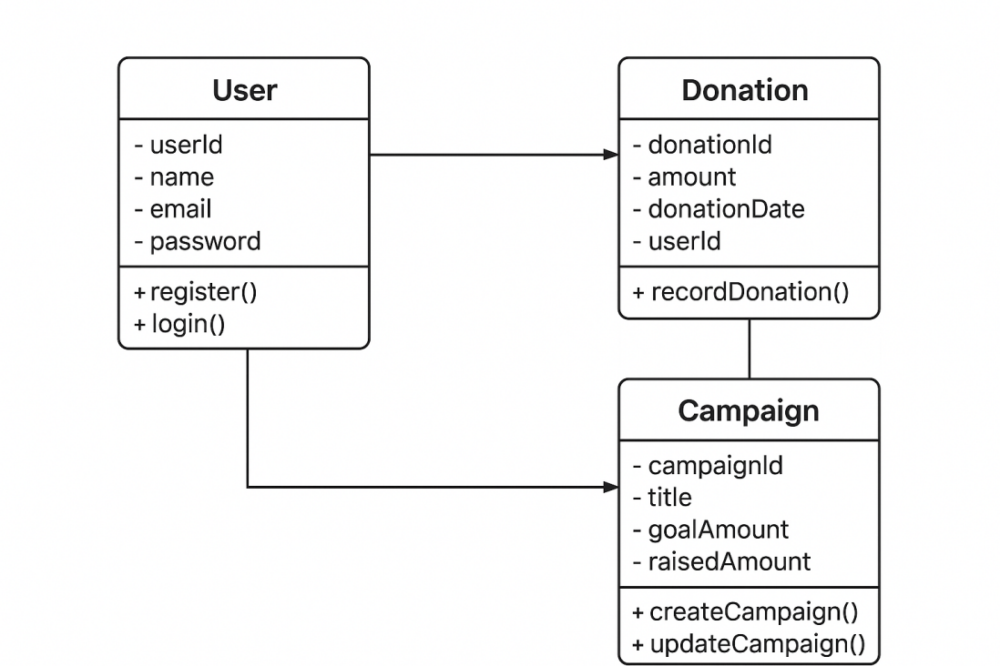 User
- userId
- name
- email
- password
+ register()
+ login()
Donation
- donationId
- amount
- donationDate
- userId
+ recordDonation()
Campaign
- campaignId
- title
- goalAmount
- raisedAmount
+ createCampaign()
+ updateCampaign()